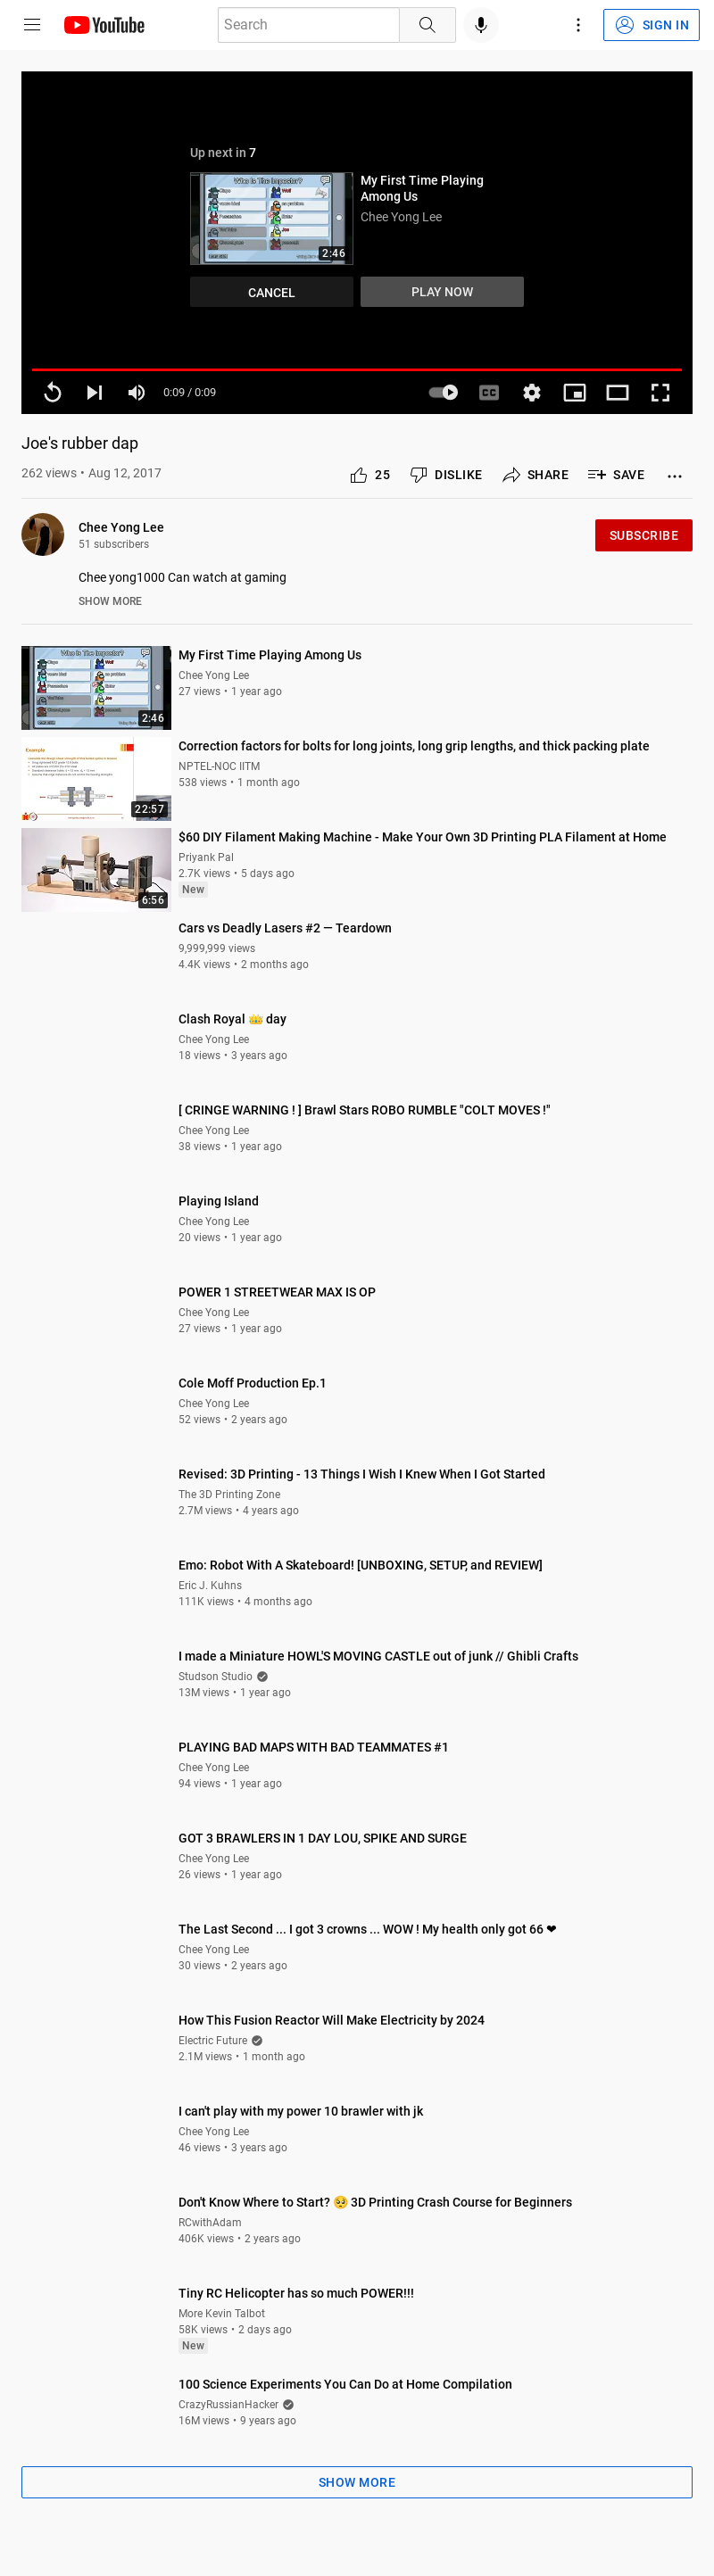 YouTube
Search
SIGN IN
Up next in 7
My First Time Playing
Among Us
Chee Yong Lee
Who Is The Impostor?
2:46
CANCEL
PLAY NOW
0:09 / 0:09
CC
Joe's rubber dap
262 views • Aug 12, 2017
25
DISLIKE
SHARE
SAVE
Chee Yong Lee
51 subscribers
SUBSCRIBE
Chee yong1000 Can watch at gaming
SHOW MORE
Who Is The Impostor?
2:46
My First Time Playing Among Us
Chee Yong Lee
27 views • 1 year ago
Example
22:57
Correction factors for bolts for long joints, long grip lengths, and thick packing plate
NPTEL-NOC IITM
538 views • 1 month ago
6:56
$60 DIY Filament Making Machine - Make Your Own 3D Printing PLA Filament at Home
Priyank Pal
2.7K views • 5 days ago
New
Cars vs Deadly Lasers #2 — Teardown
9,999,999 views
4.4K views • 2 months ago
Clash Royal 👑 day
Chee Yong Lee
18 views • 3 years ago
[ CRINGE WARNING ! ] Brawl Stars ROBO RUMBLE "COLT MOVES !"
Chee Yong Lee
38 views • 1 year ago
Playing Island
Chee Yong Lee
20 views • 1 year ago
POWER 1 STREETWEAR MAX IS OP
Chee Yong Lee
27 views • 1 year ago
Cole Moff Production Ep.1
Chee Yong Lee
52 views • 2 years ago
Revised: 3D Printing - 13 Things I Wish I Knew When I Got Started
The 3D Printing Zone
2.7M views • 4 years ago
Emo: Robot With A Skateboard! [UNBOXING, SETUP, and REVIEW]
Eric J. Kuhns
111K views • 4 months ago
I made a Miniature HOWL'S MOVING CASTLE out of junk // Ghibli Crafts
Studson Studio
13M views • 1 year ago
PLAYING BAD MAPS WITH BAD TEAMMATES #1
Chee Yong Lee
94 views • 1 year ago
GOT 3 BRAWLERS IN 1 DAY LOU, SPIKE AND SURGE
Chee Yong Lee
26 views • 1 year ago
The Last Second ... I got 3 crowns ... WOW ! My health only got 66 ❤
Chee Yong Lee
30 views • 2 years ago
How This Fusion Reactor Will Make Electricity by 2024
Electric Future
2.1M views • 1 month ago
I can't play with my power 10 brawler with jk
Chee Yong Lee
46 views • 3 years ago
Don't Know Where to Start? 🥺 3D Printing Crash Course for Beginners
RCwithAdam
406K views • 2 years ago
Tiny RC Helicopter has so much POWER!!!
More Kevin Talbot
58K views • 2 days ago
New
100 Science Experiments You Can Do at Home Compilation
CrazyRussianHacker
16M views • 9 years ago
SHOW MORE